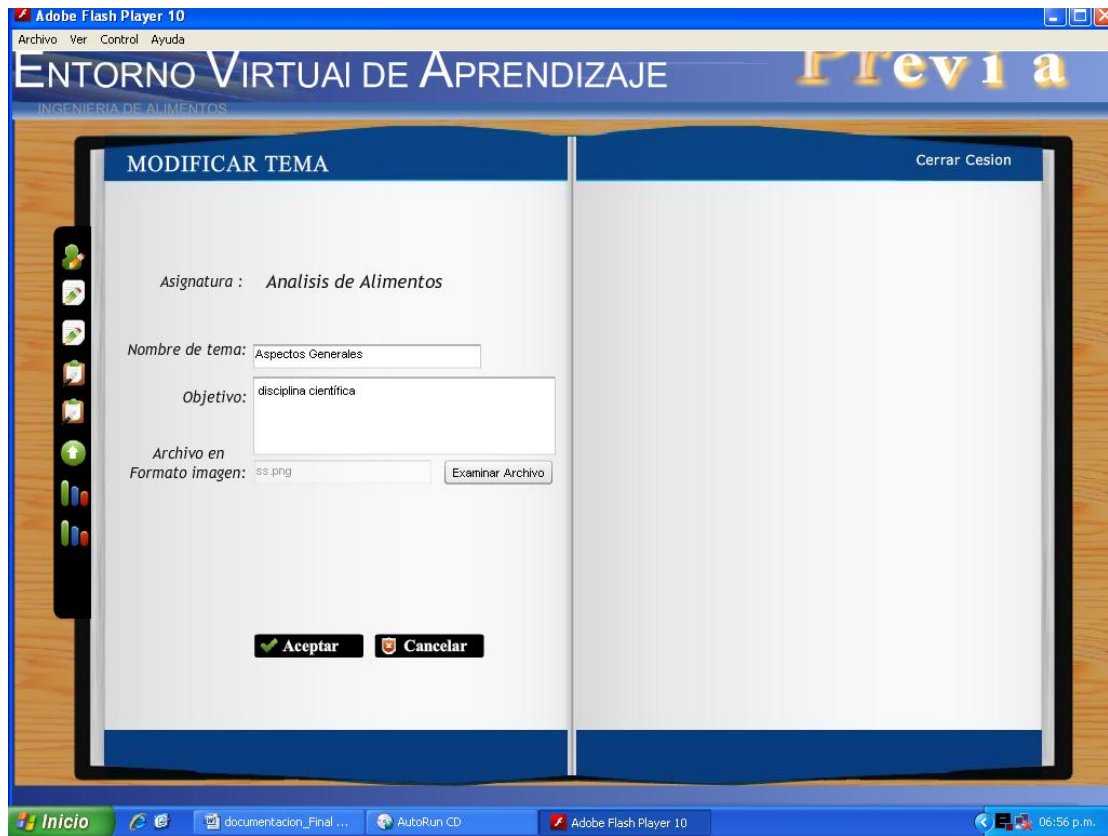 Adobe Flash Player 10
Archivo Ver Control Ayuda
ENTORNO VIRTUAl DE APRENDIZAJE
Previa
INGENIERIA DE ALIMENTOS
MODIFICAR TEMA
Cerrar Cesion
Asignatura : Analisis de Alimentos
Nombre de tema: Aspectos Generales
Objetivo: disciplina científica
Archivo en
Formato imagen: ss.png Examinar Archivo
Aceptar Cancelar
Inicio documentacion_Final ... AutoRun CD Adobe Flash Player 10 06:56 p.m.